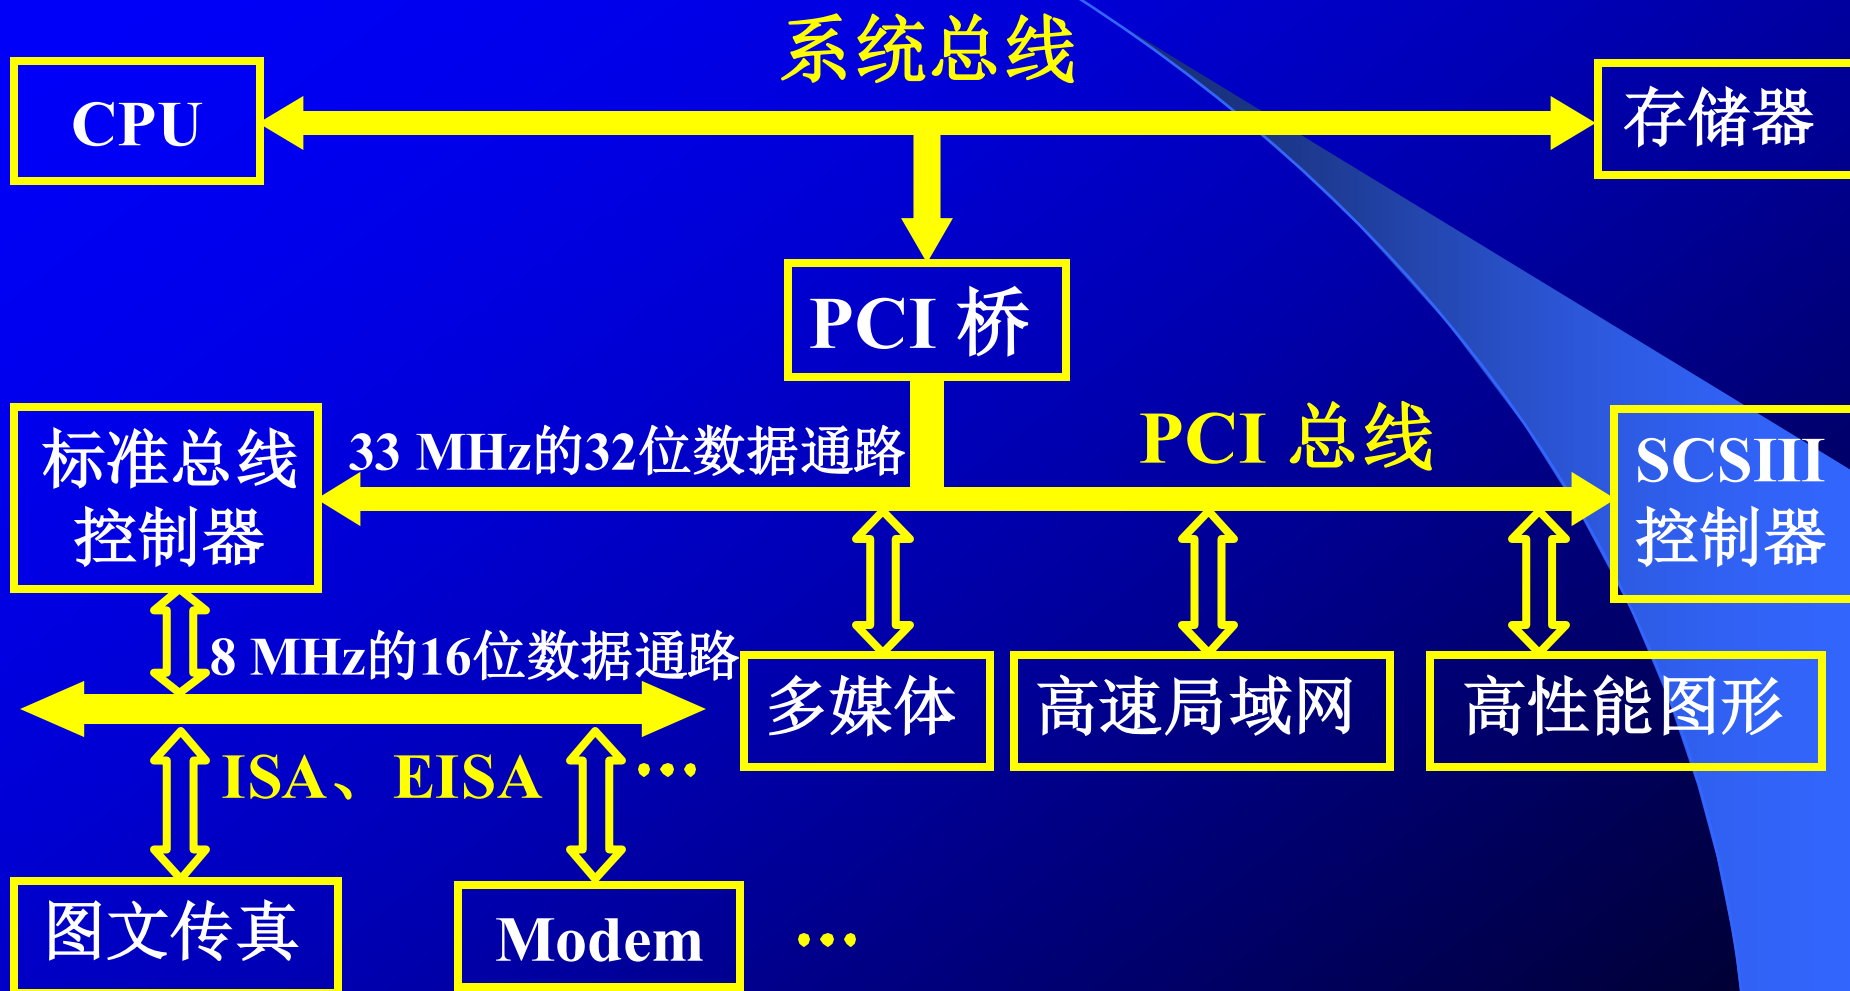 系统总线
CPU
存储器
PCI 桥
33 MHz的32位数据通路
PCI 总线
标准总线
控制器
SCSIII
控制器
8 MHz的16位数据通路
多媒体
高速局域网
高性能图形
ISA、EISA
…
图文传真
Modem
…